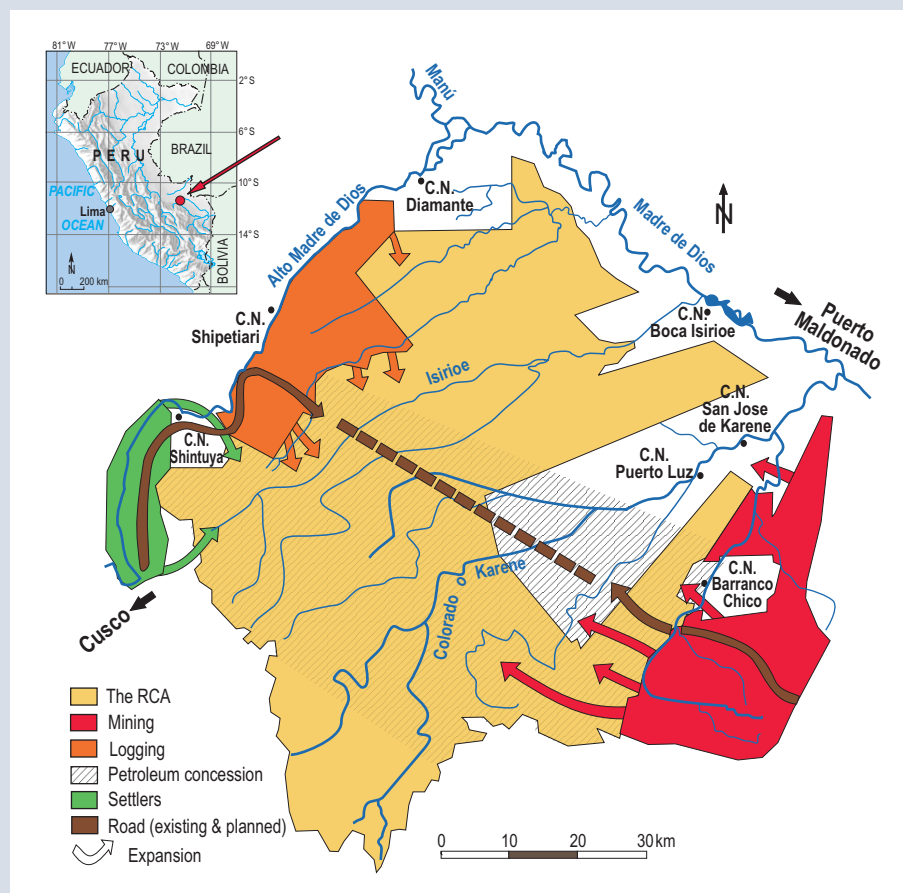 81°W 77°W 73°W 69°W
ECUADOR COLOMBIA
2°S
6°S
PERU
BRAZIL
10°S
PACIFIC
Lima
OCEAN
14°S
BOLIVIA
N
0 200 km
Manú
C.N.
Diamante
N
Alto Madre de Dios
Madre de Dios
C.N.
Shipetiari
C.N.
Boca Isirioe
Puerto
Maldonado
Isirioe
C.N.
San Jose
de Karene
C.N.
Shintuya
C.N.
Puerto Luz
Karene
C.N.
Barranco
Chico
Cusco
Colorado o
The RCA
Mining
Logging
Petroleum concession
Settlers
Road (existing & planned)
Expansion
0 10 20 30 km